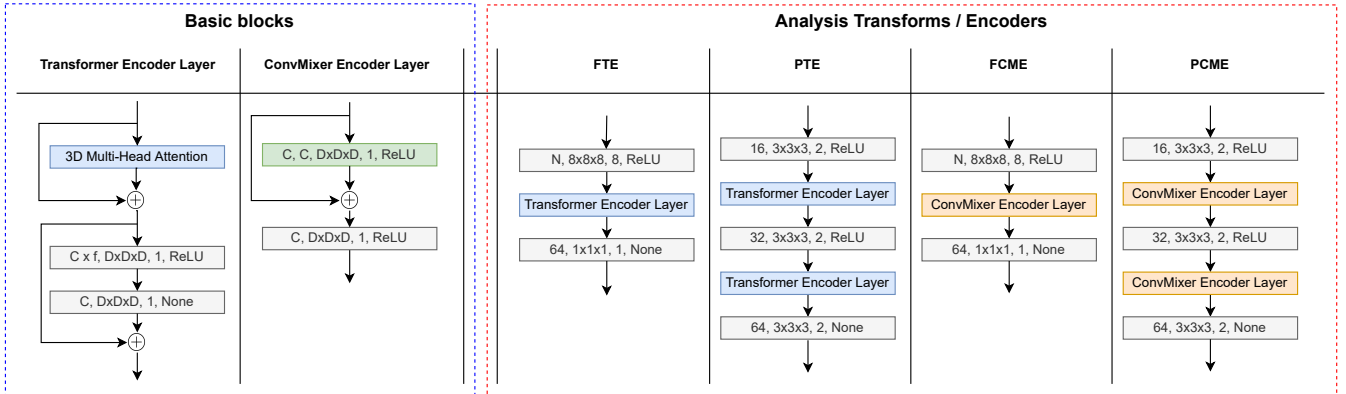 Basic blocks
Transformer Encoder Layer
3D Multi-Head Attention
C x f, DxDxD, 1, ReLU
C, DxDxD, 1, None
ConvMixer Encoder Layer
C, C, DxDxD, 1, ReLU
C, DxDxD, 1, ReLU
Analysis Transforms / Encoders
FTE
N, 8x8x8, 8, ReLU
Transformer Encoder Layer
64, 1x1x1, 1, None
PTE
16, 3x3x3, 2, ReLU
Transformer Encoder Layer
32, 3x3x3, 2, ReLU
Transformer Encoder Layer
64, 3x3x3, 2, None
FCME
N, 8x8x8, 8, ReLU
ConvMixer Encoder Layer
64, 1x1x1, 1, None
PCME
16, 3x3x3, 2, ReLU
ConvMixer Encoder Layer
32, 3x3x3, 2, ReLU
ConvMixer Encoder Layer
64, 3x3x3, 2, None